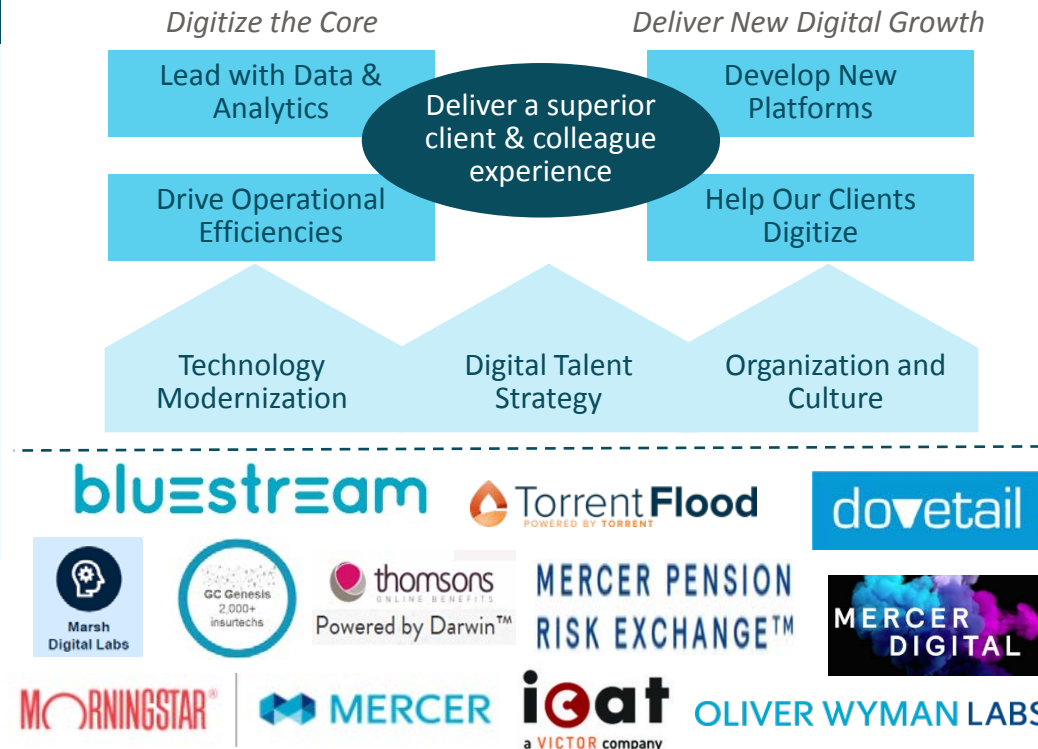 Digitize the Core
Deliver New Digital Growth
Lead with Data &
Analytics
Deliver a superior
client & colleague
experience
Develop New
Platforms
Drive Operational
Efficiencies
Help Our Clients
Digitize
Technology
Modernization
Digital Talent
Strategy
Organization and
Culture
bluestream
Torrent Flood
POWERED BY TORRENT
dovetail
Marsh
Digital Labs
GC Genesis
2,000+
insurtechs
thomsons
ONLINE BENEFITS
Powered by Darwin™
MERCER PENSION
RISK EXCHANGE™
MERCER
DIGITAL
MORNINGSTAR®
MERCER
icat
a VICTOR company
OLIVER WYMAN LABS